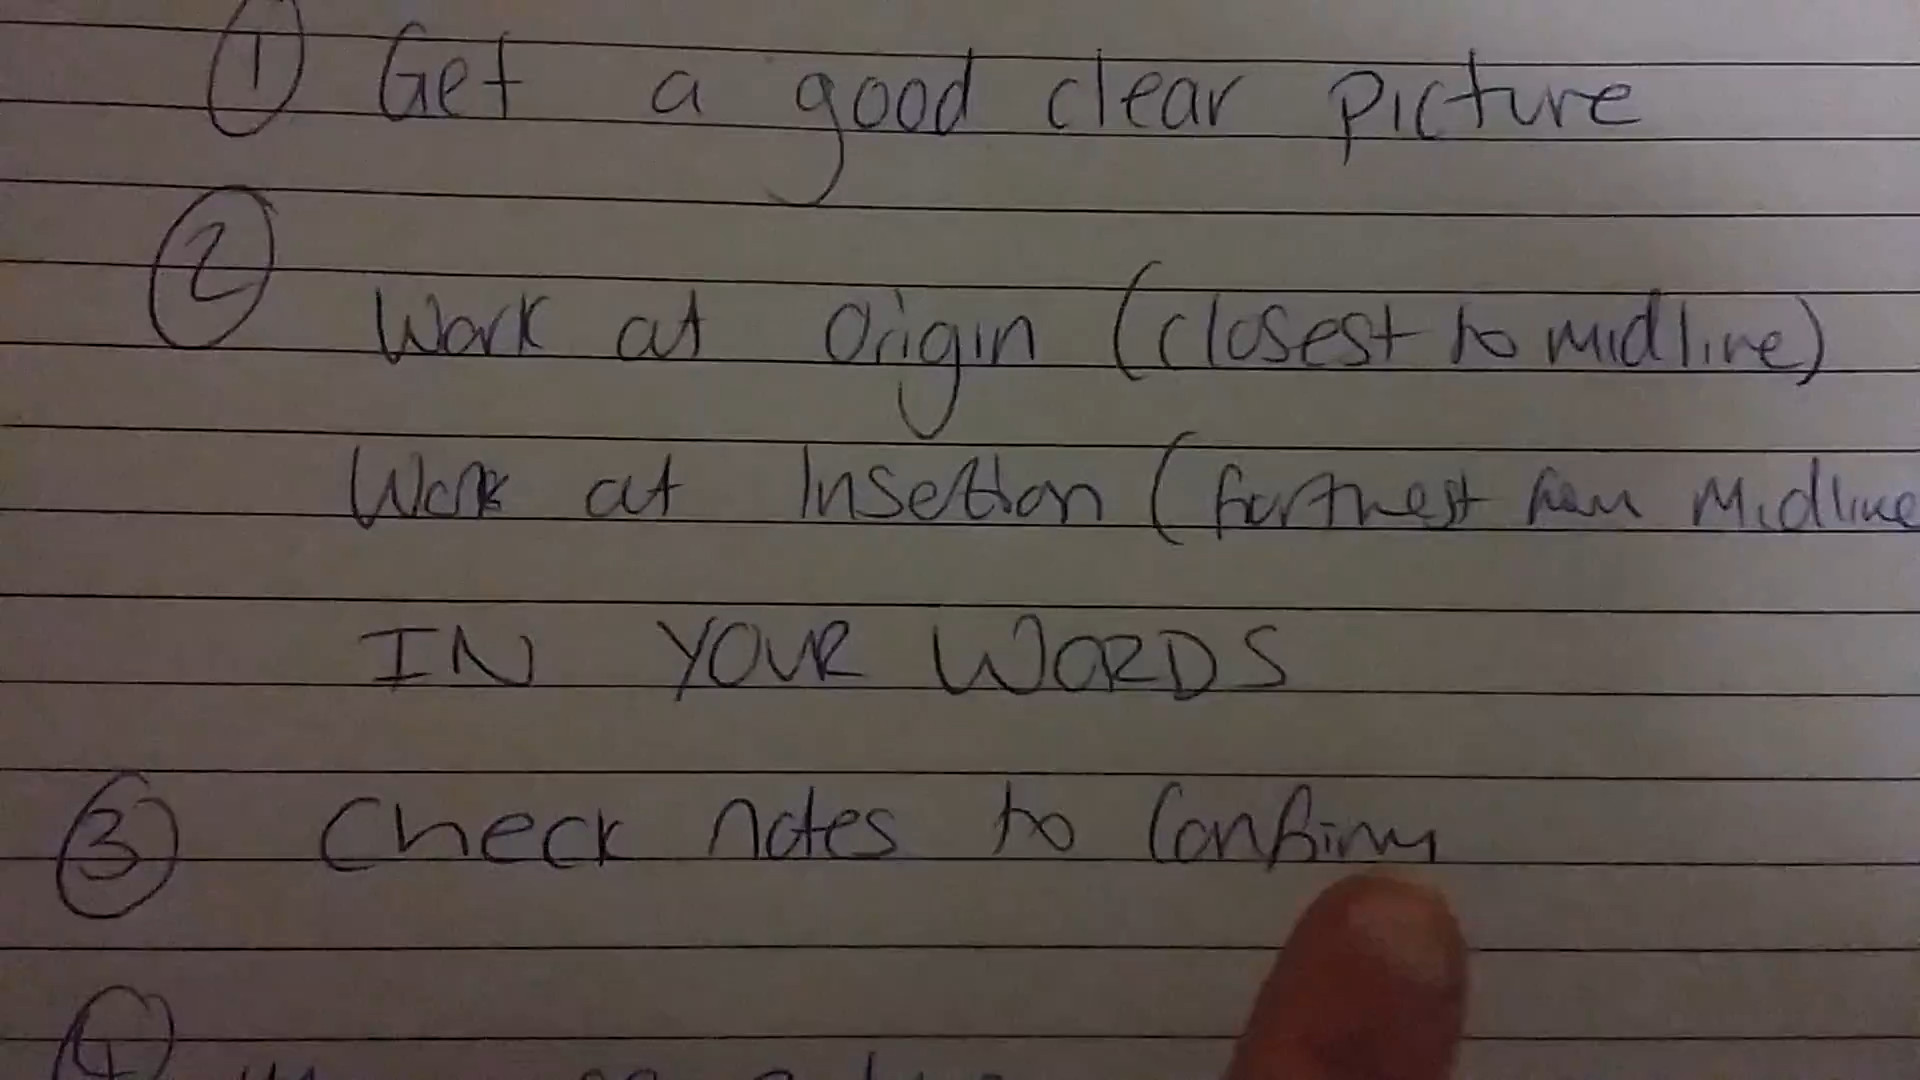 ① Get a good clear picture
② Work at Origin (closest to midline)
Work at Insertion (furthest from Midline
IN YOUR WORDS
③ Check notes to Confirm
④